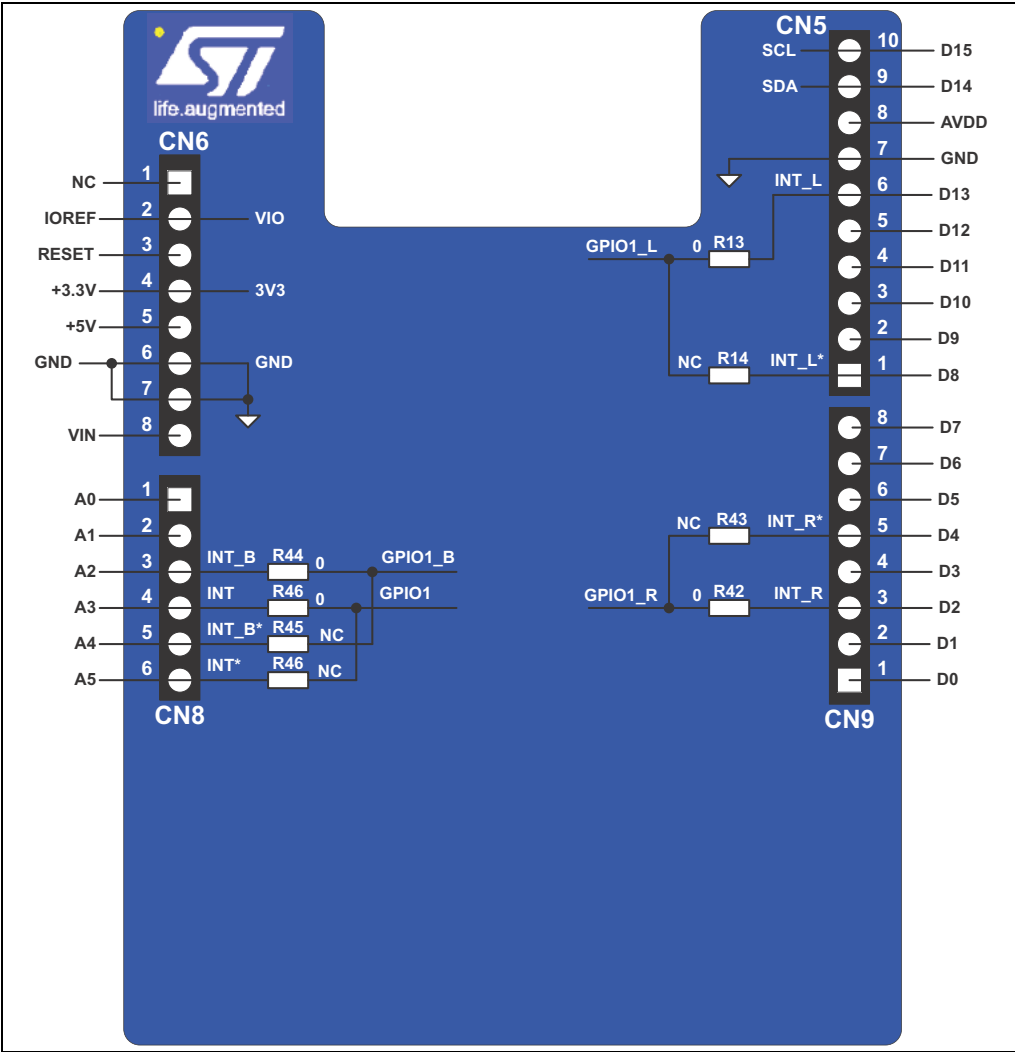 life.augmented
CN6
NC 1
IOREF 2 VIO
RESET 3
+3.3V 4 3V3
+5V 5
GND 6 GND
7
VIN 8
A0 1
A1 2
A2 3 INT_B R44 0 GPIO1_B
A3 4 INT R46 0 GPIO1
A4 5 INT_B* R45 NC
A5 6 INT* R46 NC
CN8
CN5
SCL 10 D15
SDA 9 D14
8 AVDD
7 GND
INT_L 6 D13
5 D12
GPIO1_L 0 R13
4 D11
3 D10
2 D9
NC R14 INT_L* 1 D8
8 D7
7 D6
6 D5
NC R43 INT_R* 5 D4
4 D3
GPIO1_R 0 R42 INT_R 3 D2
2 D1
1 D0
CN9